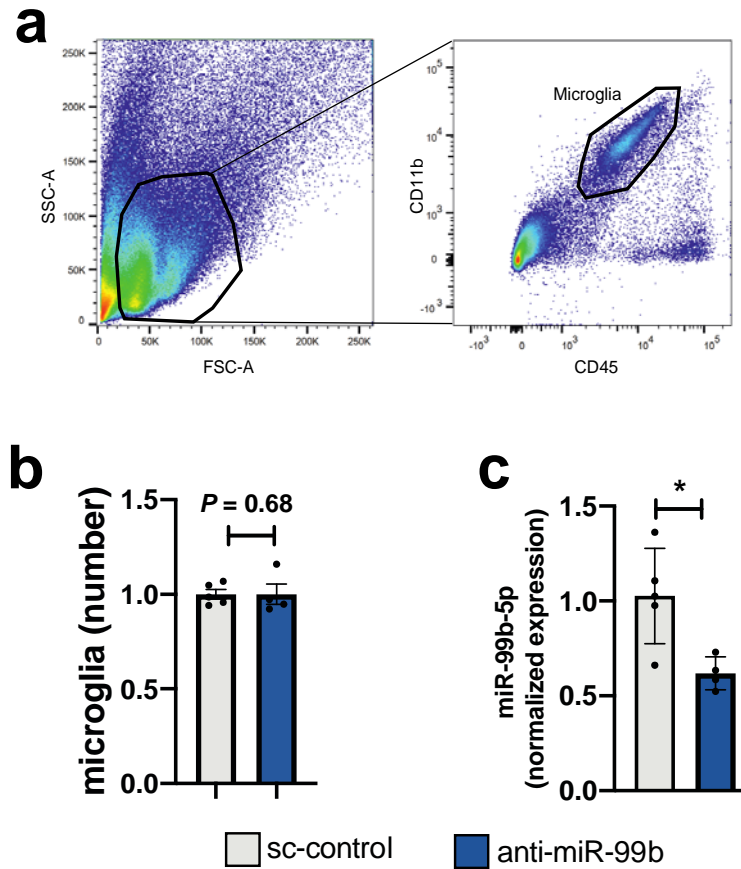 a
250K
200K
150K
100K
50K
0
SSC-A
0
50K
100K
150K
200K
250K
FSC-A
Microglia
10^5
10^4
10^3
0
-10^3
CD11b
-10^3
0
10^3
10^4
10^5
CD45
b
microglia (number)
1.5
1.0
0.5
0.0
P = 0.68
c
miR-99b-5p
(normalized expression)
1.5
1.0
0.5
0.0
*
sc-control
anti-miR-99b